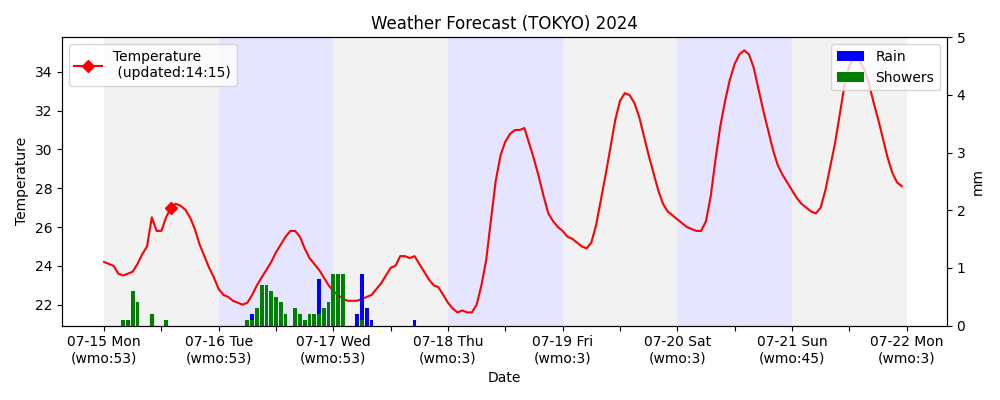 Weather Forecast (TOKYO) 2024
Temperature
(updated:14:15)
Rain
Showers
Temperature
34
32
30
28
26
24
22
5
4
3
2
1
0
mm
07-15 Mon
(wmo:53)
07-16 Tue
(wmo:53)
07-17 Wed
(wmo:53)
07-18 Thu
(wmo:3)
07-19 Fri
(wmo:3)
07-20 Sat
(wmo:3)
07-21 Sun
(wmo:45)
07-22 Mon
(wmo:3)
Date